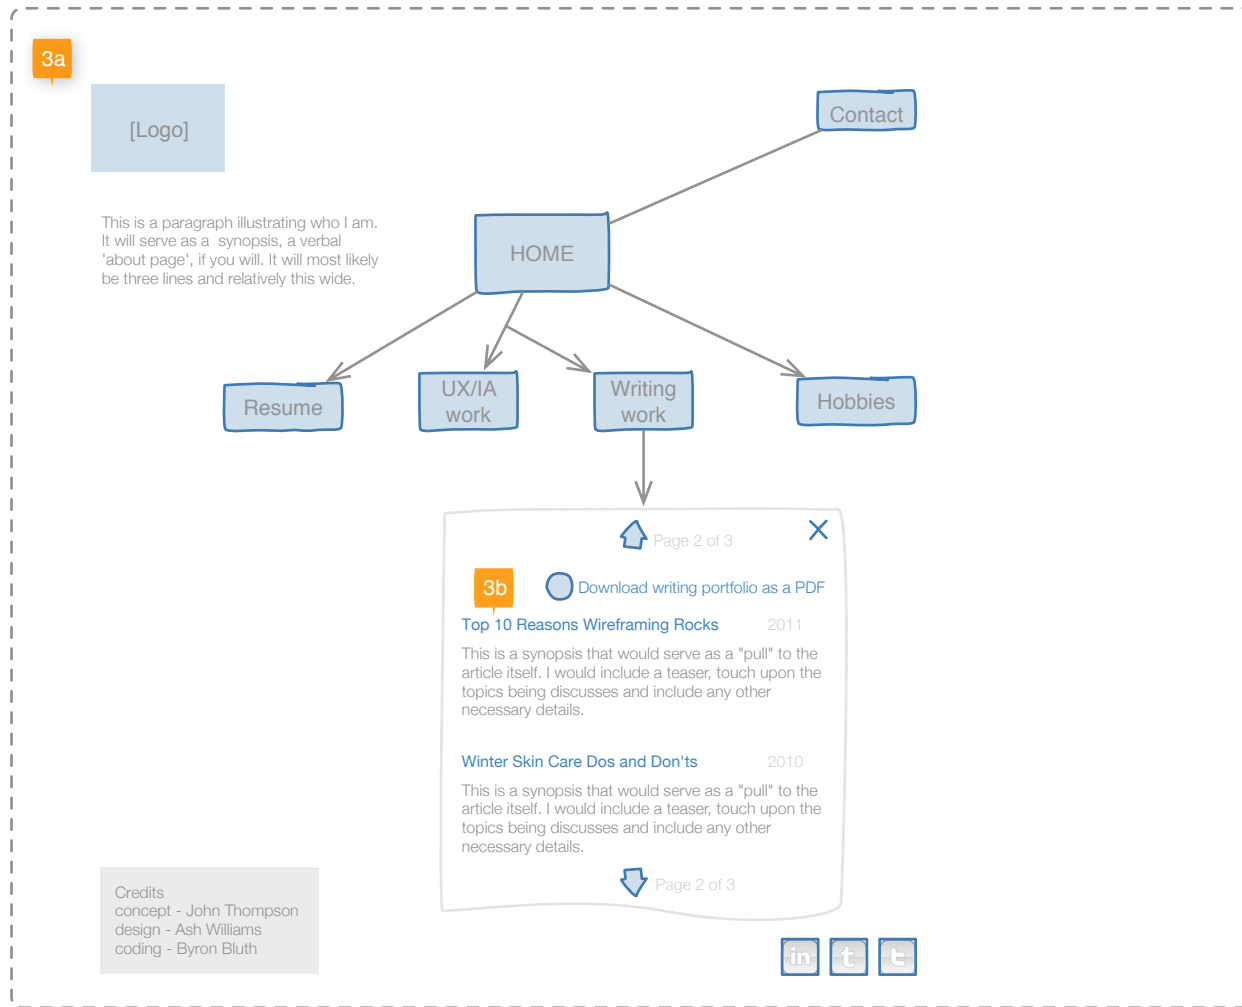 3a
[Logo]
Contact
This is a paragraph illustrating who I am.
It will serve as a  synopsis, a verbal
'about page', if you will. It will most likely
be three lines and relatively this wide.
HOME
Resume
UX/IA
work
Writing
work
Hobbies
Page 2 of 3
3b
Download writing portfolio as a PDF
Top 10 Reasons Wireframing Rocks 2011
This is a synopsis that would serve as a "pull" to the
article itself. I would include a teaser, touch upon the
topics being discusses and include any other
necessary details.
Winter Skin Care Dos and Don'ts 2010
This is a synopsis that would serve as a "pull" to the
article itself. I would include a teaser, touch upon the
topics being discusses and include any other
necessary details.
Page 2 of 3
Credits
concept - John Thompson
design - Ash Williams
coding - Byron Bluth
in t t